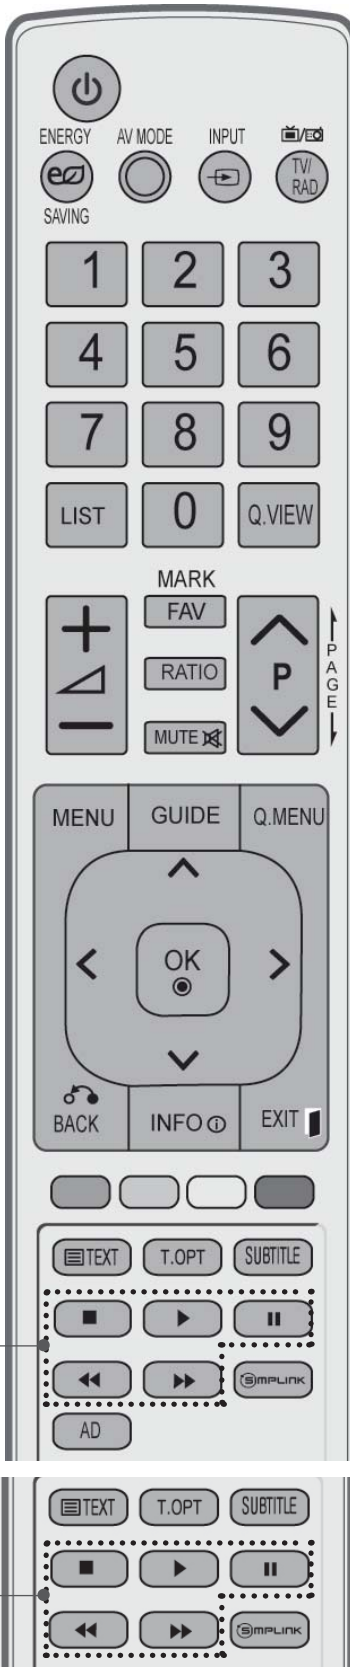 ENERGY AV MODE INPUT
TV/
RAD
SAVING
1 2 3
4 5 6
7 8 9
LIST 0 Q.VIEW
MARK
FAV
RATIO
MUTE
P
PAGE
MENU GUIDE Q.MENU
OK
BACK INFO EXIT
TEXT T.OPT SUBTITLE
SIMPLINK
AD
TEXT T.OPT SUBTITLE
SIMPLINK